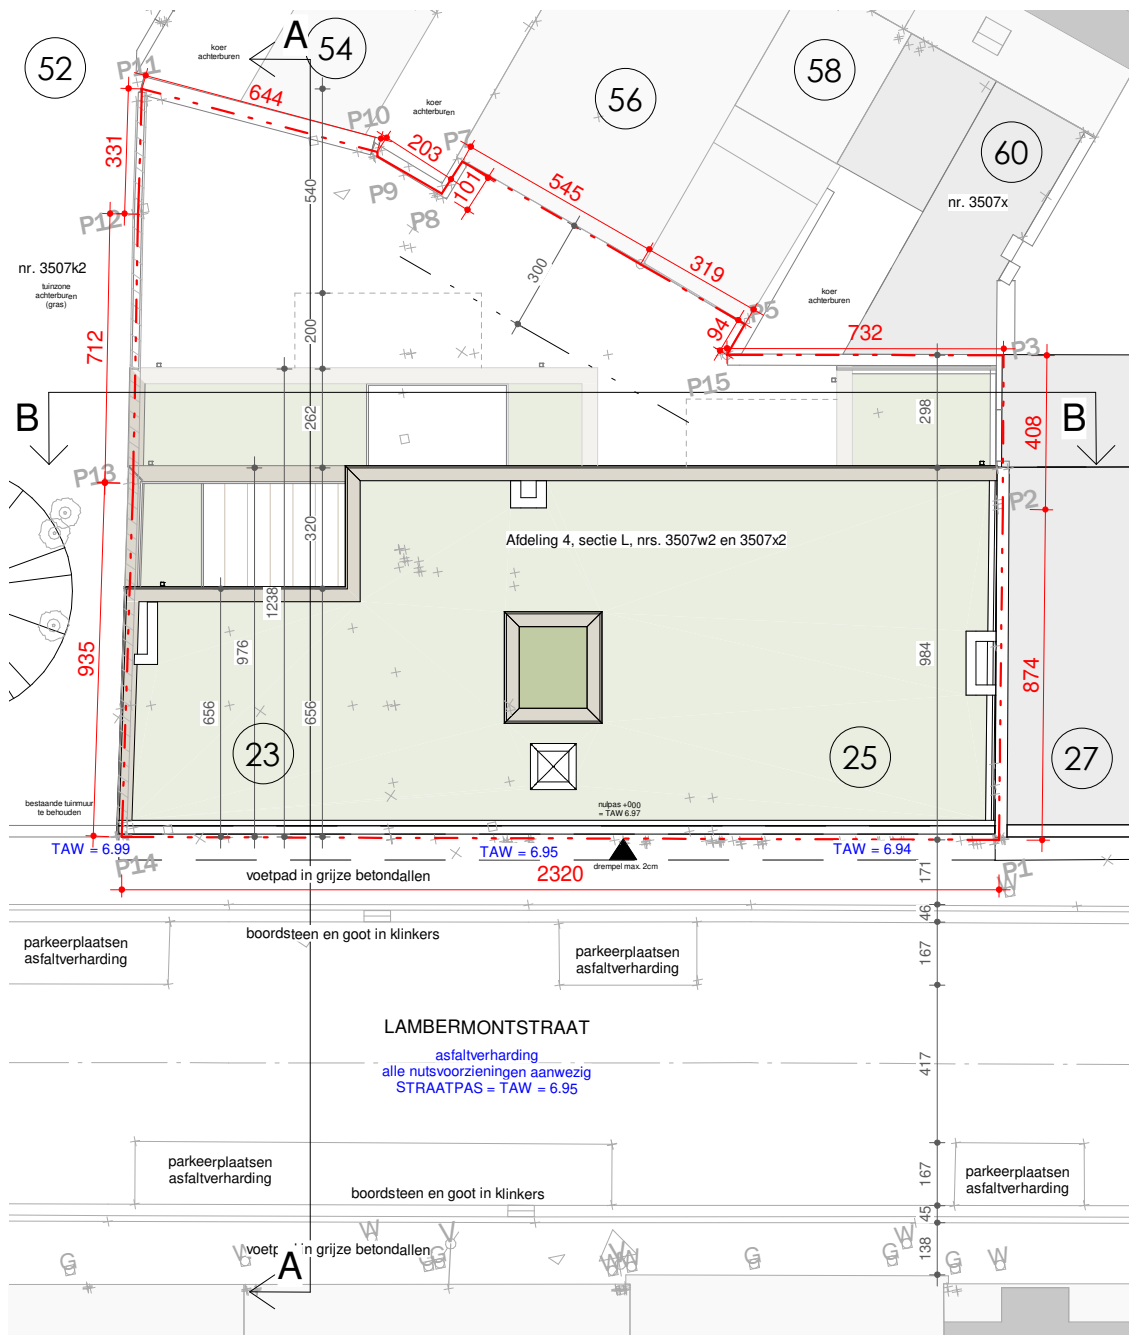 A
52
54
koer
achterburen
P11
644
P10
koer
achterburen
P7
56
58
60
331
203
540
101
P9
P8
545
nr. 3507x
P12
nr. 3507k2
tuinzone
achterburen
(gras)
300
319
koer
achterburen
P5
94
732
P3
712
200
P15
B
262
298
408
B
P13
P2
320
Afdeling 4, sectie L, nrs. 3507w2 en 3507x2
1238
976
984
935
874
656
656
23
25
27
bestaande tuinmuur
te behouden
nulpas +000
= TAW 6.97
TAW = 6.99
TAW = 6.95
TAW = 6.94
P14
drempel max. 2cm
voetpad in grijze betondallen
2320
171
P1
W
46
boordsteen en goot in klinkers
parkeerplaatsen
asfaltverharding
parkeerplaatsen
asfaltverharding
167
LAMBERMONTSTRAAT
asfaltverharding
alle nutsvoorzieningen aanwezig
STRAATPAS = TAW = 6.95
417
parkeerplaatsen
asfaltverharding
167
parkeerplaatsen
asfaltverharding
boordsteen en goot in klinkers
45
138
G
W
voetpad in grijze betondallen
W
G
V
V
W
G
G
W
G
W
A